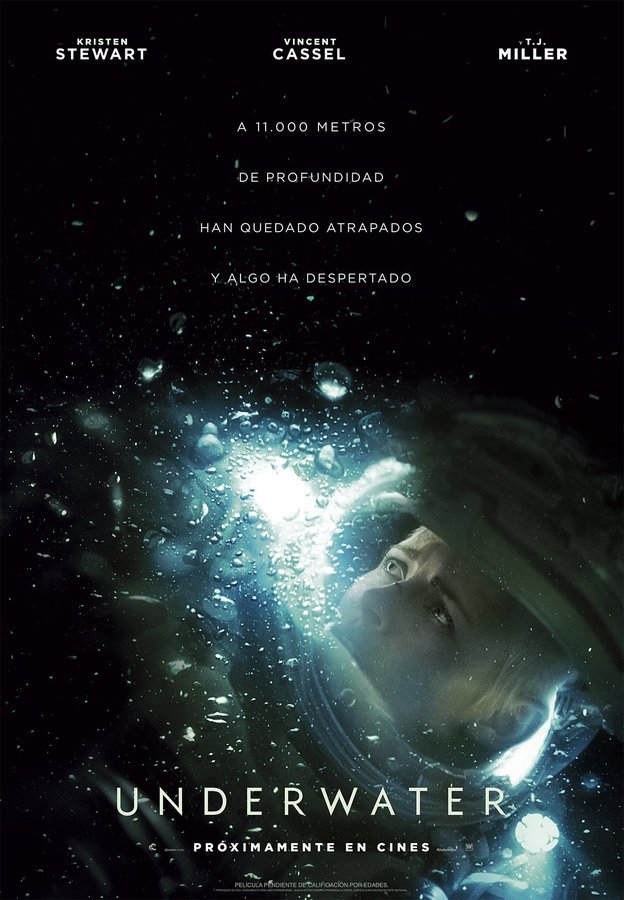 KRISTEN
STEWART
VINCENT
CASSEL
Y T.J.
MILLER
A 11.000 METROS
DE PROFUNDIDAD
HAN QUEDADO ATRAPADOS
Y ALGO HA DESPERTADO
UNDERWATER
PRÓXIMAMENTE EN CINES
PELÍCULA PENDIENTE DE CALIFICACIÓN POR EDADES.